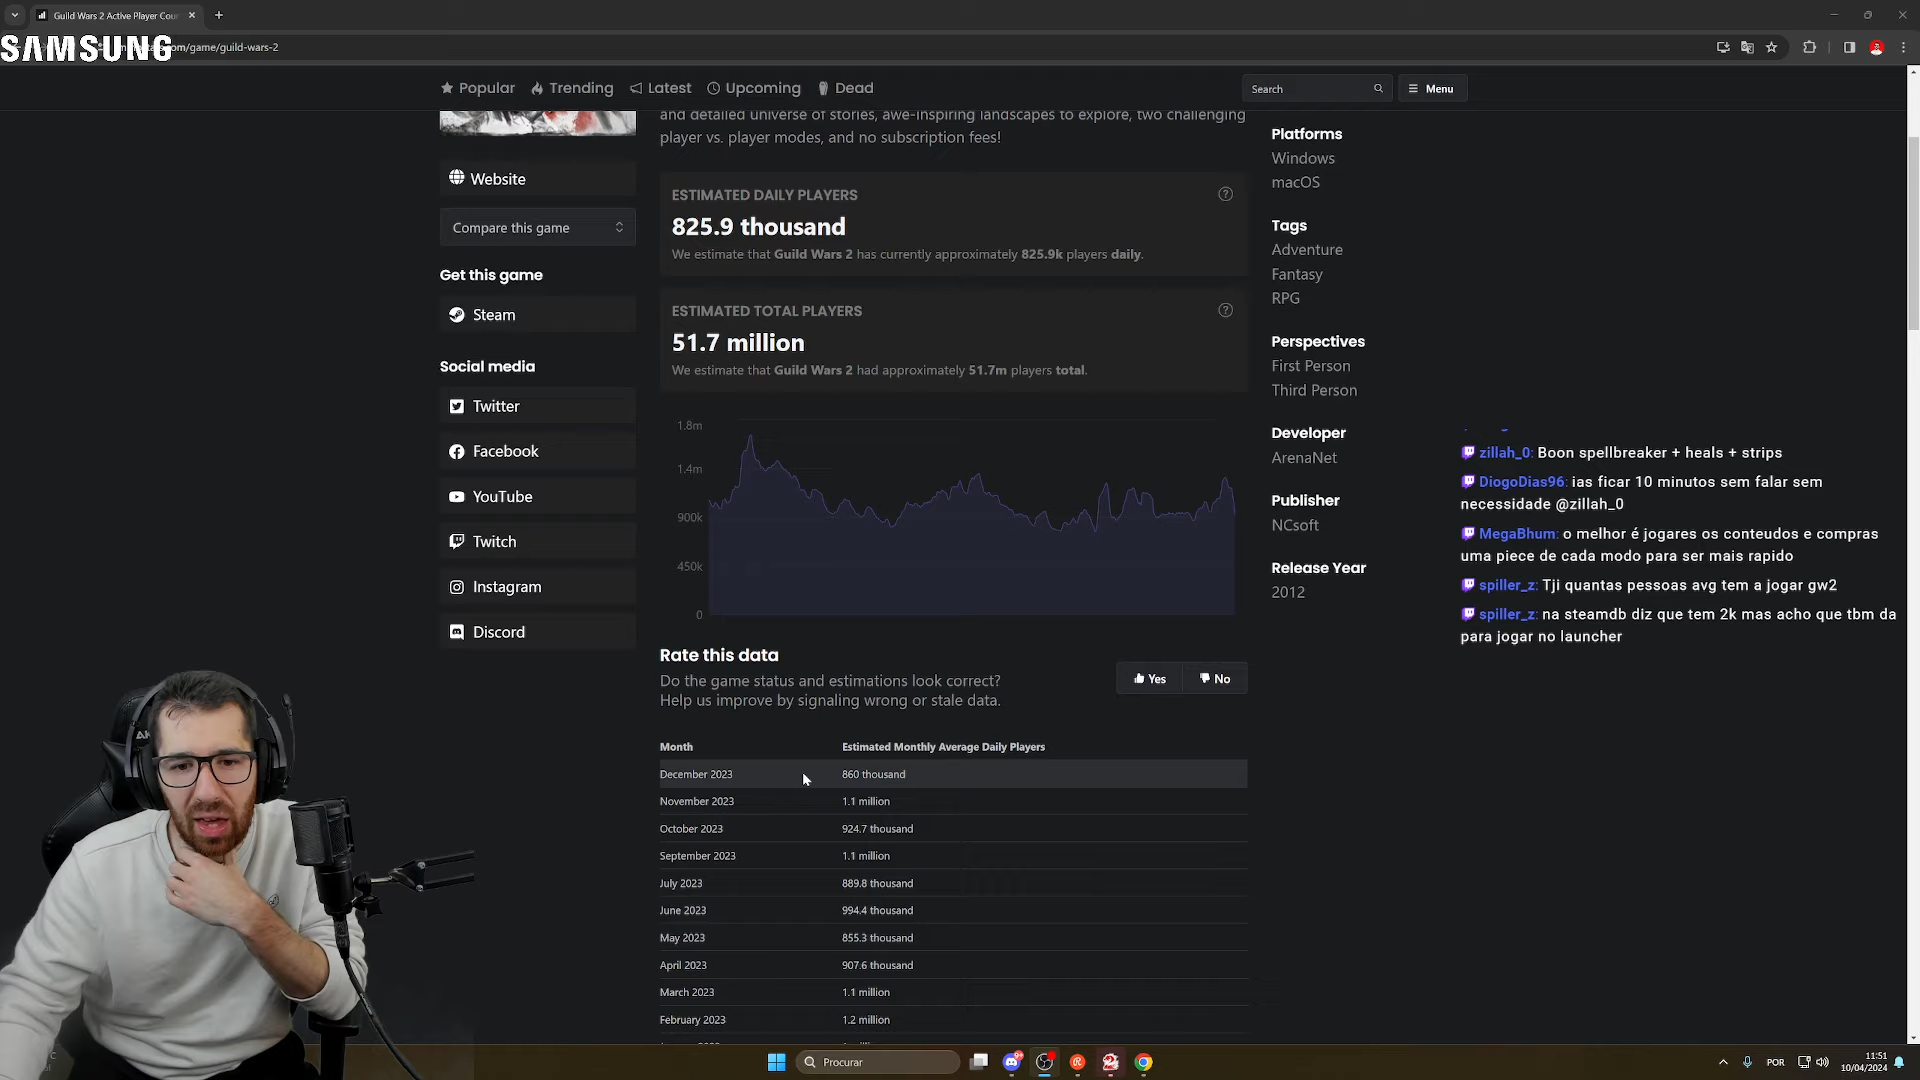 Guild Wars 2 Active Player Cou
SAMSUNG
.com/game/guild-wars-2
Popular
Trending
Latest
Upcoming
Dead
Search
Menu
and detailed universe of stories, awe-inspiring landscapes to explore, two challenging
player vs. player modes, and no subscription fees!
Website
Compare this game
Get this game
Steam
Social media
Twitter
Facebook
YouTube
Twitch
Instagram
Discord
ESTIMATED DAILY PLAYERS
825.9 thousand
We estimate that Guild Wars 2 has currently approximately 825.9k players daily.
ESTIMATED TOTAL PLAYERS
51.7 million
We estimate that Guild Wars 2 had approximately 51.7m players total.
1.8m
1.4m
900k
450k
0
Rate this data
Do the game status and estimations look correct?
Help us improve by signaling wrong or stale data.
Yes
No
Month Estimated Monthly Average Daily Players
December 2023 860 thousand
November 2023 1.1 million
October 2023 924.7 thousand
September 2023 1.1 million
July 2023 889.8 thousand
June 2023 994.4 thousand
May 2023 855.3 thousand
April 2023 907.6 thousand
March 2023 1.1 million
February 2023 1.2 million
Platforms
Windows
macOS
Tags
Adventure
Fantasy
RPG
Perspectives
First Person
Third Person
Developer
ArenaNet
Publisher
NCsoft
Release Year
2012
zillah_0: Boon spellbreaker + heals + strips
DiogoDias96: ias ficar 10 minutos sem falar sem
necessidade @zillah_0
MegaBhum: o melhor é jogares os conteudos e compras
uma piece de cada modo para ser mais rapido
spiller_z: Tji quantas pessoas avg tem a jogar gw2
spiller_z: na steamdb diz que tem 2k mas acho que tbm da
para jogar no launcher
Procurar
POR
11:51
10/04/2024